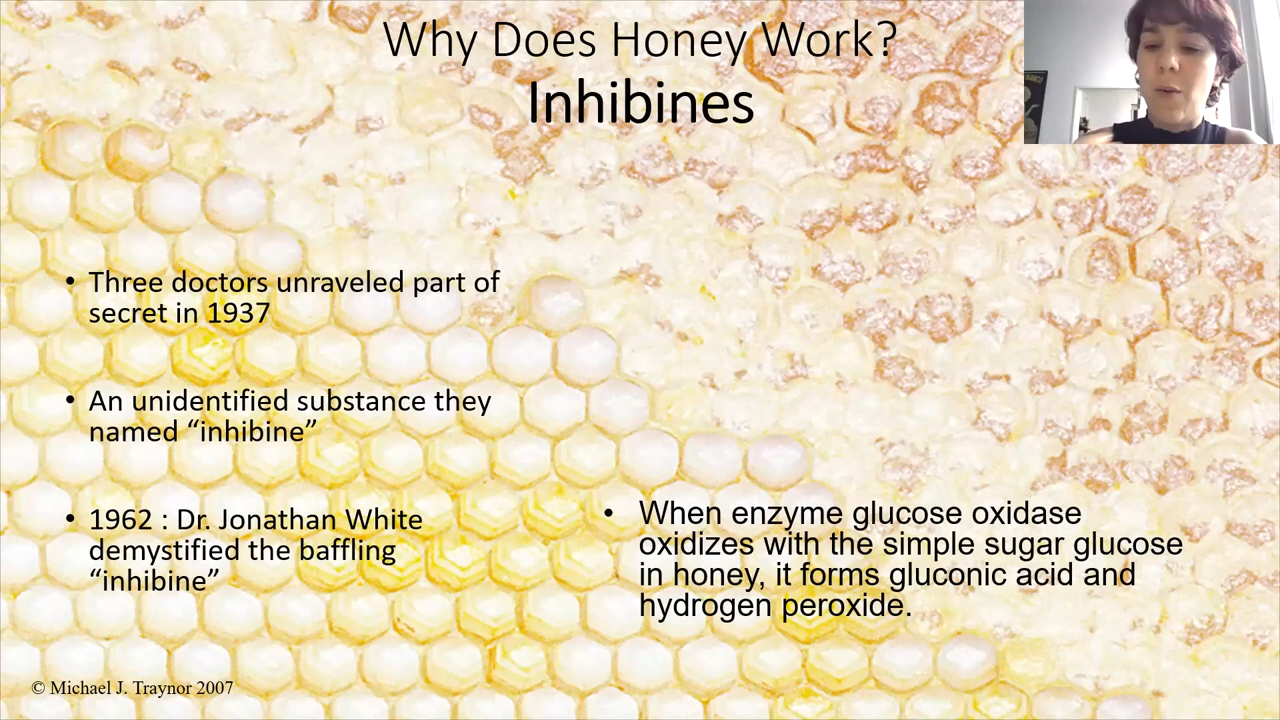 Why Does Honey Work?
Inhibines
• Three doctors unraveled part of
secret in 1937
• An unidentified substance they
named “inhibine”
• 1962 : Dr. Jonathan White
demystified the baffling
“inhibine”
• When enzyme glucose oxidase
oxidizes with the simple sugar glucose
in honey, it forms gluconic acid and
hydrogen peroxide.
© Michael J. Traynor 2007